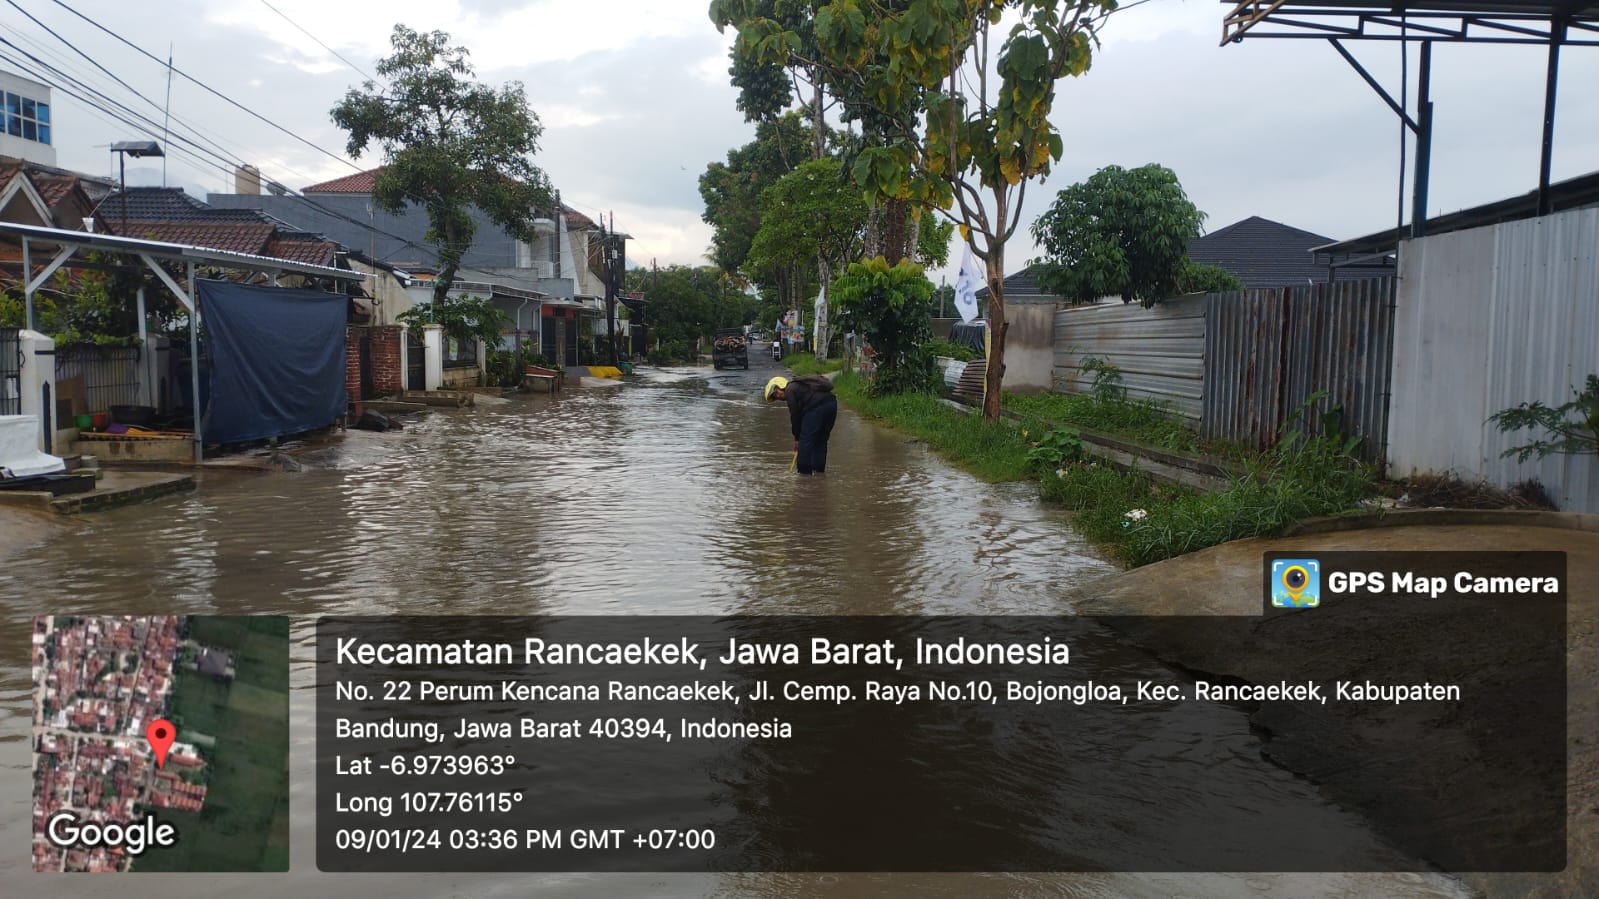 GPS Map Camera
Kecamatan Rancaekek, Jawa Barat, Indonesia
No. 22 Perum Kencana Rancaekek, Jl. Cemp. Raya No.10, Bojongloa, Kec. Rancaekek, Kabupaten
Bandung, Jawa Barat 40394, Indonesia
Lat -6.973963°
Long 107.76115°
09/01/24 03:36 PM GMT +07:00
Google